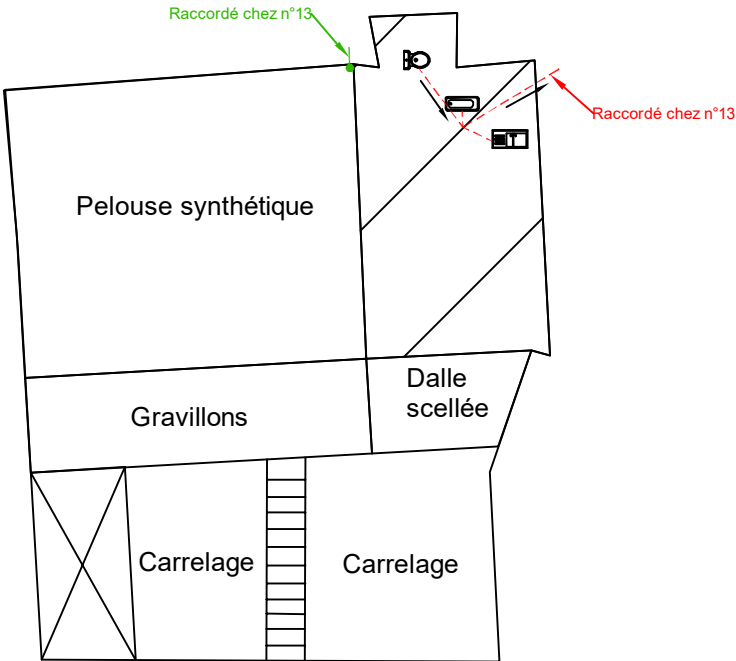 Raccordé chez n°13
Raccordé chez n°13
Pelouse synthétique
Dalle
scellée
Gravillons
Carrelage
Carrelage